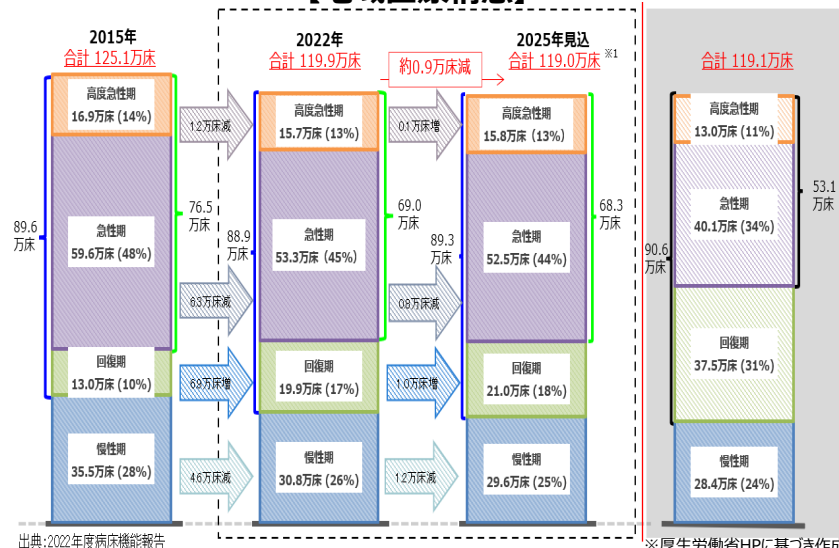 【地域医療構想】
2015年
合計 125.1万床
高度急性期
16.9万床 (14%)
急性期
59.6万床 (48%)
回復期
13.0万床 (10%)
慢性期
35.5万床 (28%)
89.6
万床
76.5
万床
1.2万床減
6.3万床減
6.9万床増
4.6万床減
2022年
合計 119.9万床
高度急性期
15.7万床 (13%)
急性期
53.3万床 (45%)
回復期
19.9万床 (17%)
慢性期
30.8万床 (26%)
88.9
万床
69.0
万床
約0.9万床減
0.1万床増
0.8万床減
1.0万床増
1.2万床減
2025年見込
合計 119.0万床 ※1
高度急性期
15.8万床 (13%)
急性期
52.5万床 (44%)
回復期
21.0万床 (18%)
慢性期
29.6万床 (25%)
89.3
万床
68.3
万床
合計 119.1万床
高度急性期
13.0万床 (11%)
急性期
40.1万床 (34%)
回復期
37.5万床 (31%)
慢性期
28.4万床 (24%)
90.6
万床
53.1
万床
出典:2022年度病床機能報告
※厚生労働省HPに基づき作成